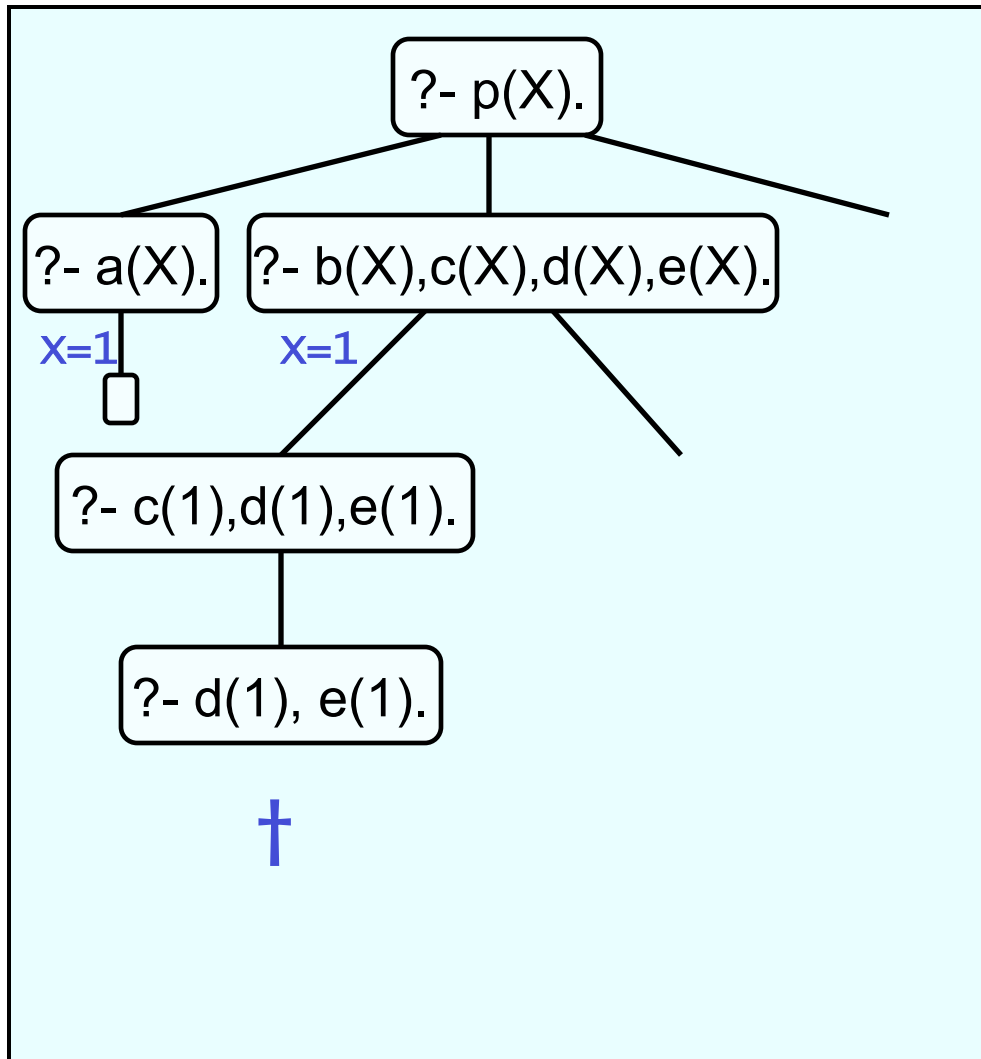 ?- p(X).
?- a(X).
?- b(X),c(X),d(X),e(X).
X=1
X=1
?- c(1),d(1),e(1).
?- d(1), e(1).
†